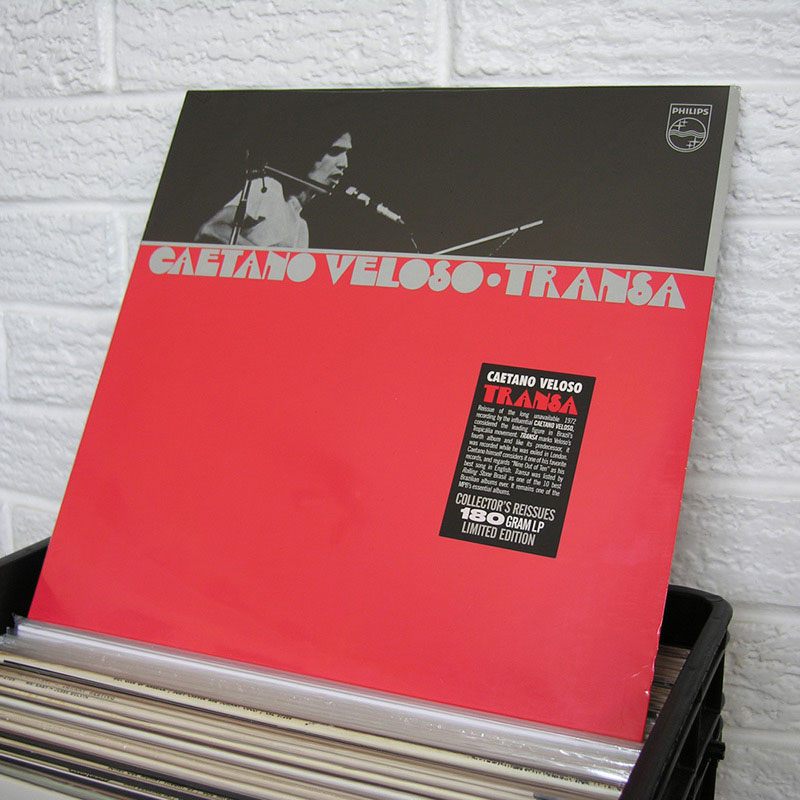 PHILIPS
CAETANO VELOSO • TRANSA
CAETANO VELOSO
TRANSA
Reissue of the long unavailable 1972
recording by the influential CAETANO VELOSO,
considered the leading figure in Brazil's
Tropicália movement. TRANSA marks Veloso's
fourth album and like its predecessor, it
was recorded while he was exiled in London.
Caetano himself considers it one of his favorite
records, and regards "Nine Out of Ten" as his
best song in English. Transa was listed by
Rolling Stone Brasil as one of the 10 best
Brazilian albums ever. It remains one of the
MPB's essential albums.
COLLECTOR'S REISSUES
180 GRAM LP
LIMITED EDITION